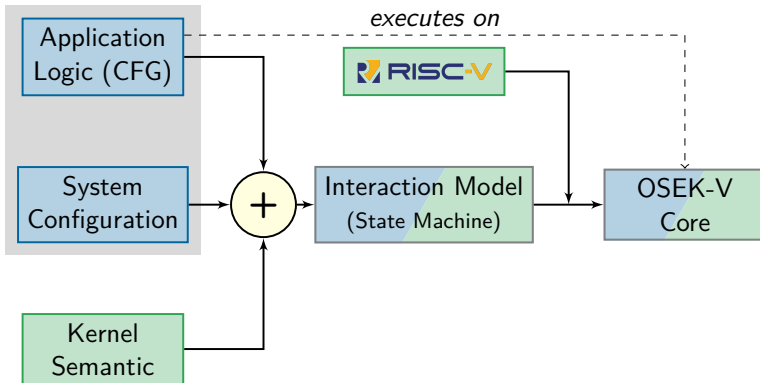 executes on
Application
Logic (CFG)
RISC-V
System
Configuration
+
Interaction Model
(State Machine)
OSEK-V
Core
Kernel
Semantic